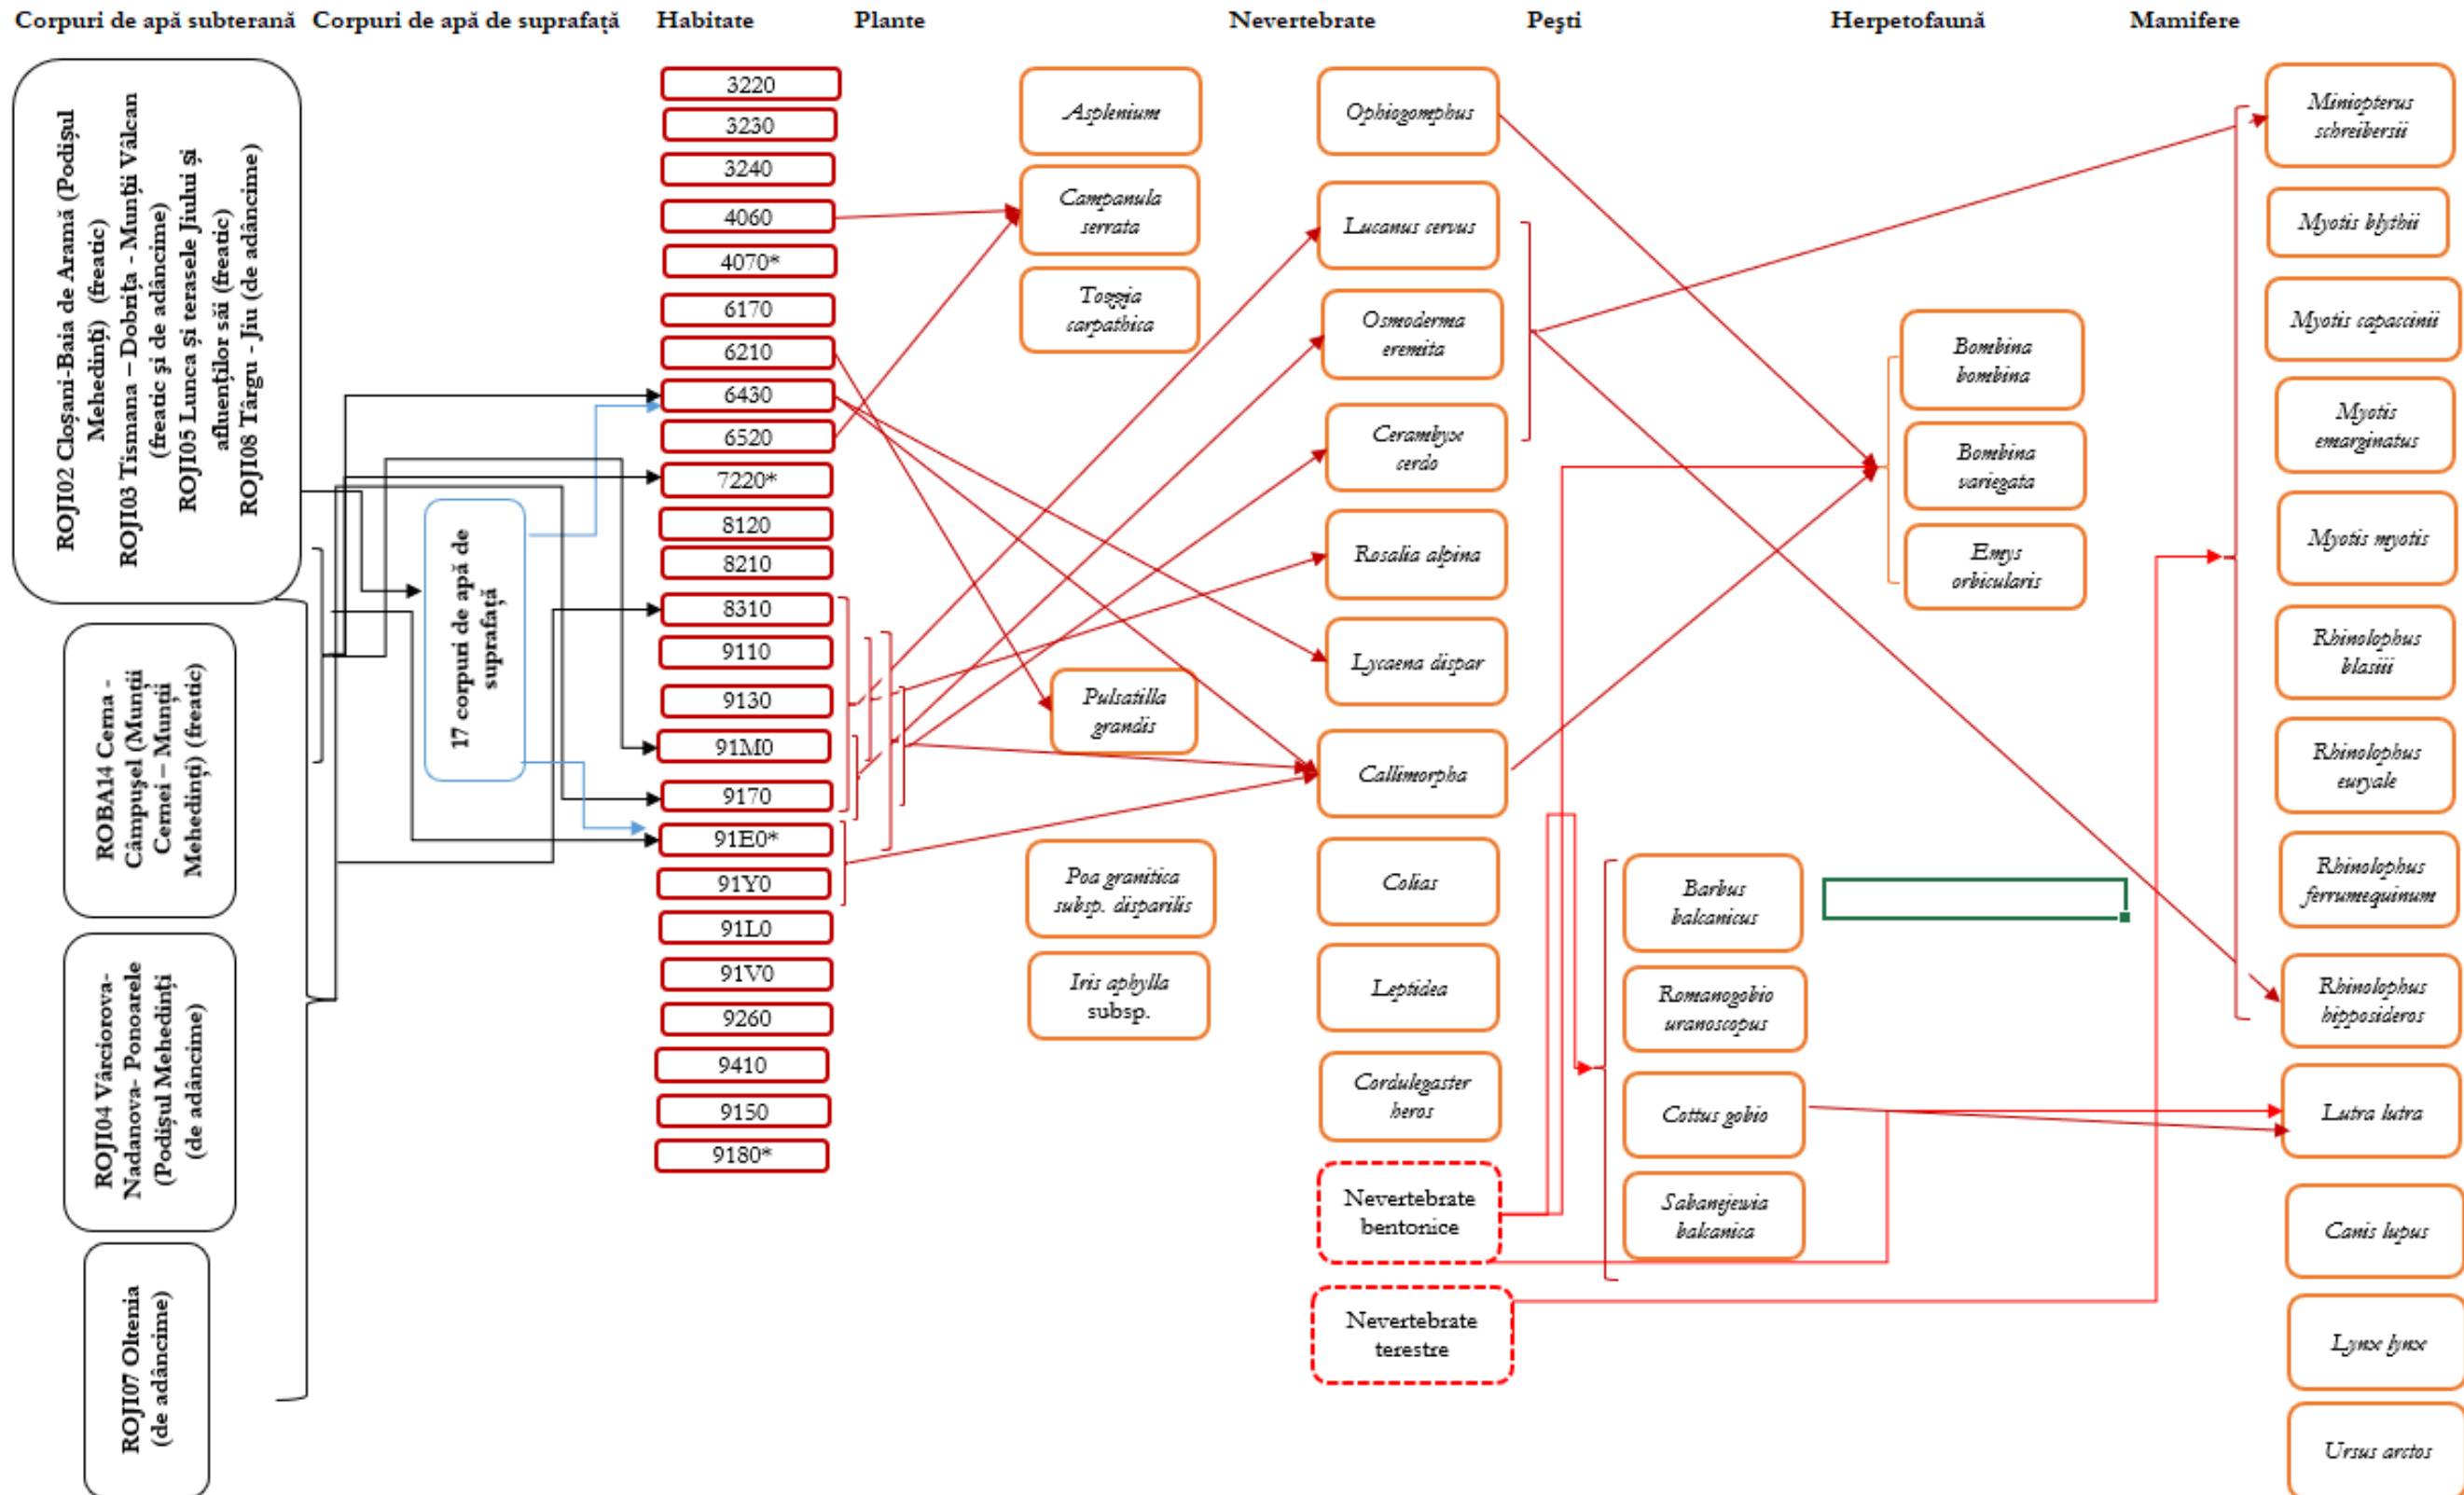 Corpuri de apă subterană
Corpuri de apă de suprafață
Habitate
Plante
Nevertebrate
Pești
Herpetofaună
Mamifere
ROJI02 Cloșani-Baia de Aramă (Podișul
Mehedinți) (freatic)
ROJI03 Tismana – Dobrița - Munții Vâlcan
(freatic și de adâncime)
ROJI05 Lunca și terasele Jiului și
afluenților săi (freatic)
ROJI08 Târgu - Jiu (de adâncime)
ROBA14 Cerna -
Câmpușel (Munții
Cernei – Munții
Mehedinți) (freatic)
ROJI04 Vârciorova-
Nadanova- Ponoarele
(Podișul Mehedinți
(de adâncime)
ROJI07 Oltenia
(de adâncime)
17 corpuri de apă de
suprafață
3220
3230
3240
4060
4070*
6170
6210
6430
6520
7220*
8120
8210
8310
9110
9130
91M0
9170
91E0*
91Y0
91L0
91V0
9260
9410
9150
9180*
Asplenium
Campanula
serrata
Tozzia
carpathica
Pulsatilla
grandis
Poa granitica
subsp. disparilis
Iris aphylla
subsp.
Ophiogomphus
Lucanus cervus
Osmoderma
eremita
Cerambyx
cerdo
Rosalia alpina
Lycaena dispar
Callimorpha
Colias
Leptidea
Cordulegaster
heros
Nevertebrate
bentonice
Nevertebrate
terestre
Barbus
balcanicus
Romanogobio
uranoscopus
Cottus gobio
Sabanejewia
balcanica
Bombina
bombina
Bombina
variegata
Emys
orbicularis
Miniopterus
schreibersii
Myotis blythii
Myotis capaccinii
Myotis
emarginatus
Myotis myotis
Rhinolophus
blasiii
Rhinolophus
euryale
Rhinolophus
ferrumequinum
Rhinolophus
hipposideros
Lutra lutra
Canis lupus
Lynx lynx
Ursus arctos